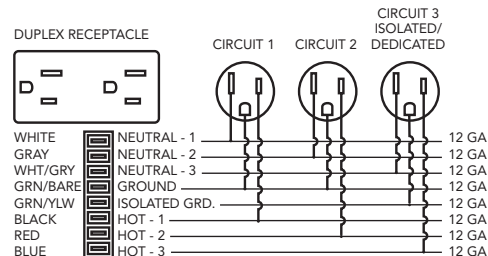 DUPLEX RECEPTACLE
CIRCUIT 1
CIRCUIT 2
CIRCUIT 3
ISOLATED/
DEDICATED
WHITE NEUTRAL - 1 12 GA
GRAY NEUTRAL - 2 12 GA
WHT/GRY NEUTRAL - 3 12 GA
GRN/BARE GROUND 12 GA
GRN/YLW ISOLATED GRD. 12 GA
BLACK HOT - 1 12 GA
RED HOT - 2 12 GA
BLUE HOT - 3 12 GA